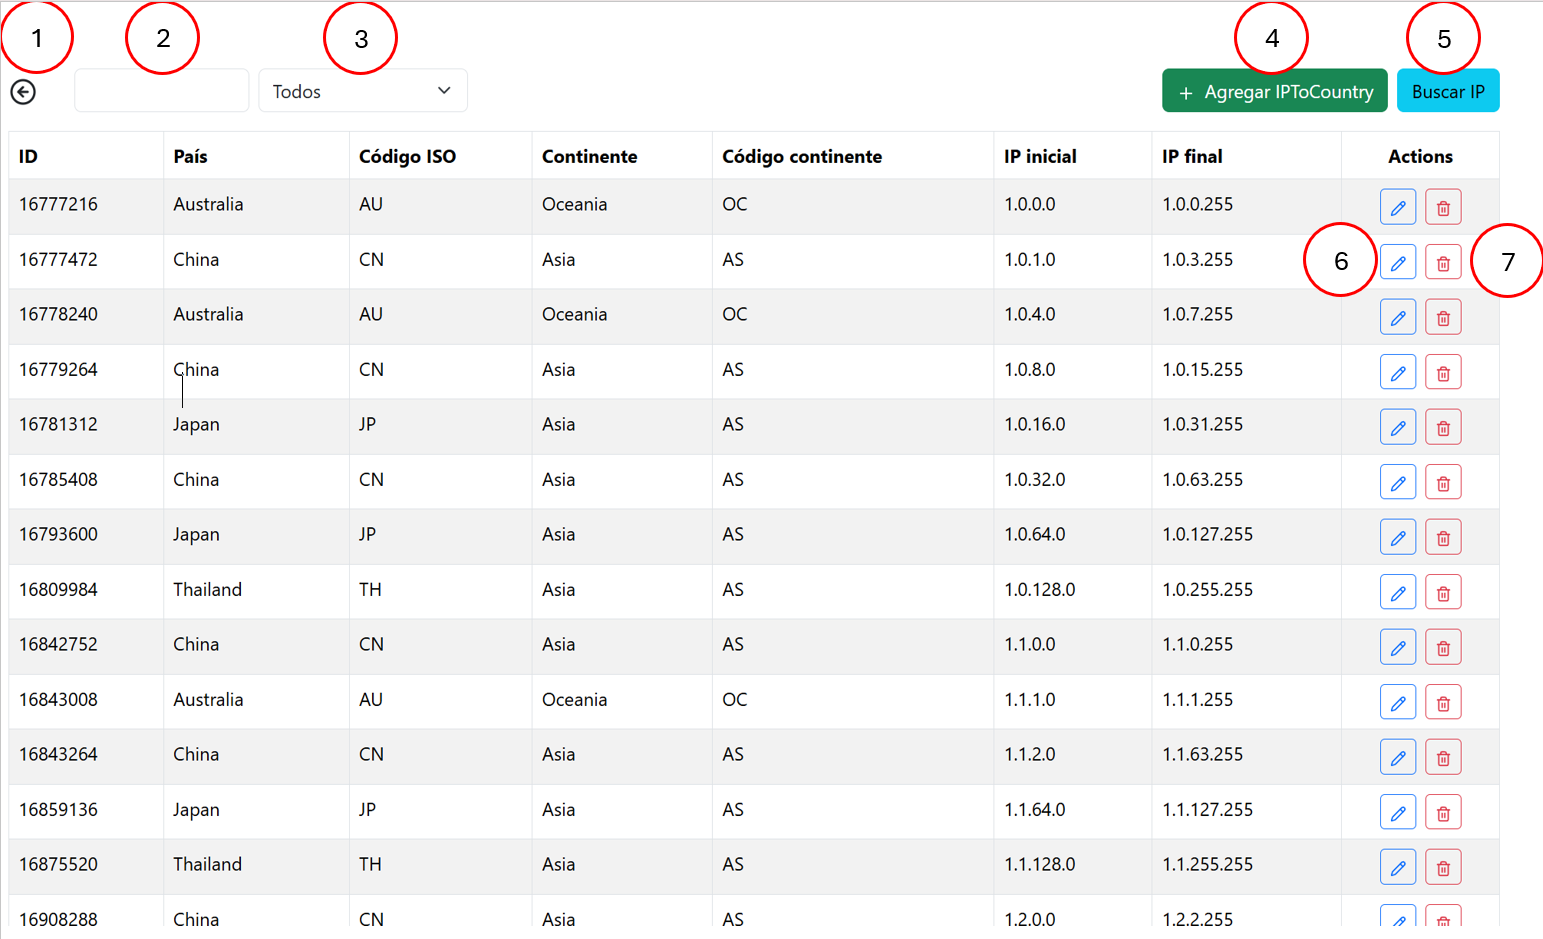 1 2 3 4 5
Todos + Agregar IPToCountry Buscar IP
ID País Código ISO Continente Código continente IP inicial IP final Actions
16777216 Australia AU Oceania OC 1.0.0.0 1.0.0.255
16777472 China CN Asia AS 1.0.1.0 1.0.3.255 6 7
16778240 Australia AU Oceania OC 1.0.4.0 1.0.7.255
16779264 China CN Asia AS 1.0.8.0 1.0.15.255
16781312 Japan JP Asia AS 1.0.16.0 1.0.31.255
16785408 China CN Asia AS 1.0.32.0 1.0.63.255
16793600 Japan JP Asia AS 1.0.64.0 1.0.127.255
16809984 Thailand TH Asia AS 1.0.128.0 1.0.255.255
16842752 China CN Asia AS 1.1.0.0 1.1.0.255
16843008 Australia AU Oceania OC 1.1.1.0 1.1.1.255
16843264 China CN Asia AS 1.1.2.0 1.1.63.255
16859136 Japan JP Asia AS 1.1.64.0 1.1.127.255
16875520 Thailand TH Asia AS 1.1.128.0 1.1.255.255
16908288 China CN Asia AS 1.2.0.0 1.2.2.255